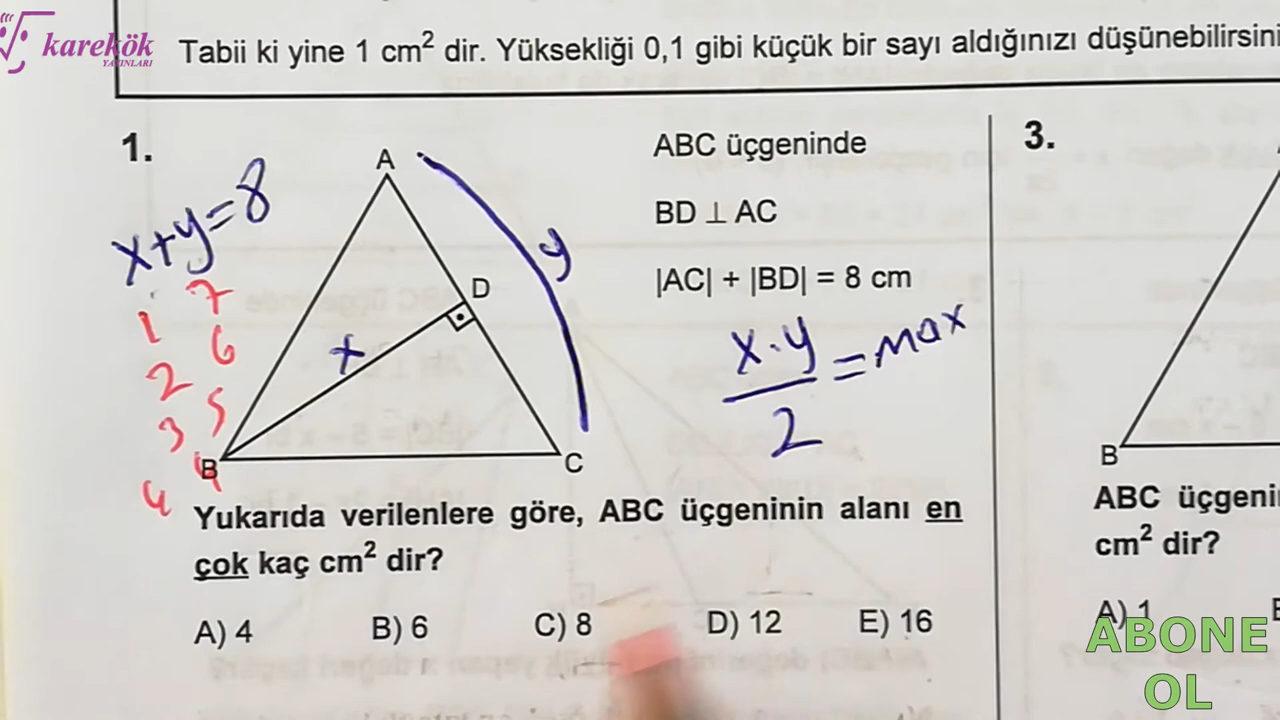 karekök
YAYINLARI
Tabii ki yine 1 cm² dir. Yüksekliği 0,1 gibi küçük bir sayı aldığınızı düşünebilirsini
1.
x+y=8
1 7
2 6
3 5
4 4
A
D
B
C
x
y
ABC üçgeninde
BD ⊥ AC
|AC| + |BD| = 8 cm
x·y
= max
2
Yukarıda verilenlere göre, ABC üçgeninin alanı en
çok kaç cm² dir?
A) 4 B) 6 C) 8 D) 12 E) 16
3.
B
ABC üçgeni
cm² dir?
A) 1
ABONE
OL